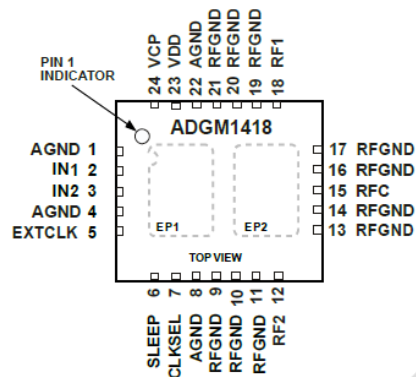 PIN 1
INDICATOR
24 VCP
23 VDD
22 AGND
21 RFGND
20 RFGND
19 RFGND
18 RF1
ADGM1418
AGND 1
IN1 2
IN2 3
AGND 4
EXTCLK 5
17 RFGND
16 RFGND
15 RFC
14 RFGND
13 RFGND
EP1
EP2
TOP VIEW
SLEEP 6
CLKSEL 7
AGND 8
RFGND 9
RFGND 10
RFGND 11
RF2 12